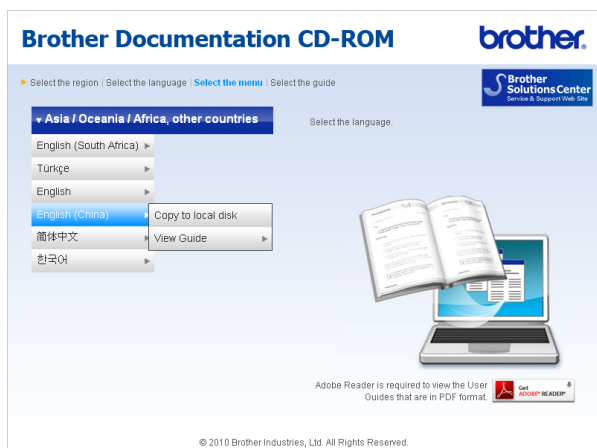 Brother Documentation CD-ROM
brother.
Select the region | Select the language | Select the menu | Select the guide
Brother
Solutions Center
Service & Support Web Site
Asia / Oceania / Africa, other countries
Select the language.
English (South Africa)
Türkçe
English
English (China)
Copy to local disk
简体中文
View Guide
한국어
Adobe Reader is required to view the User
Guides that are in PDF format.
Get
ADOBE® READER®
© 2010 Brother Industries, Ltd. All Rights Reserved.